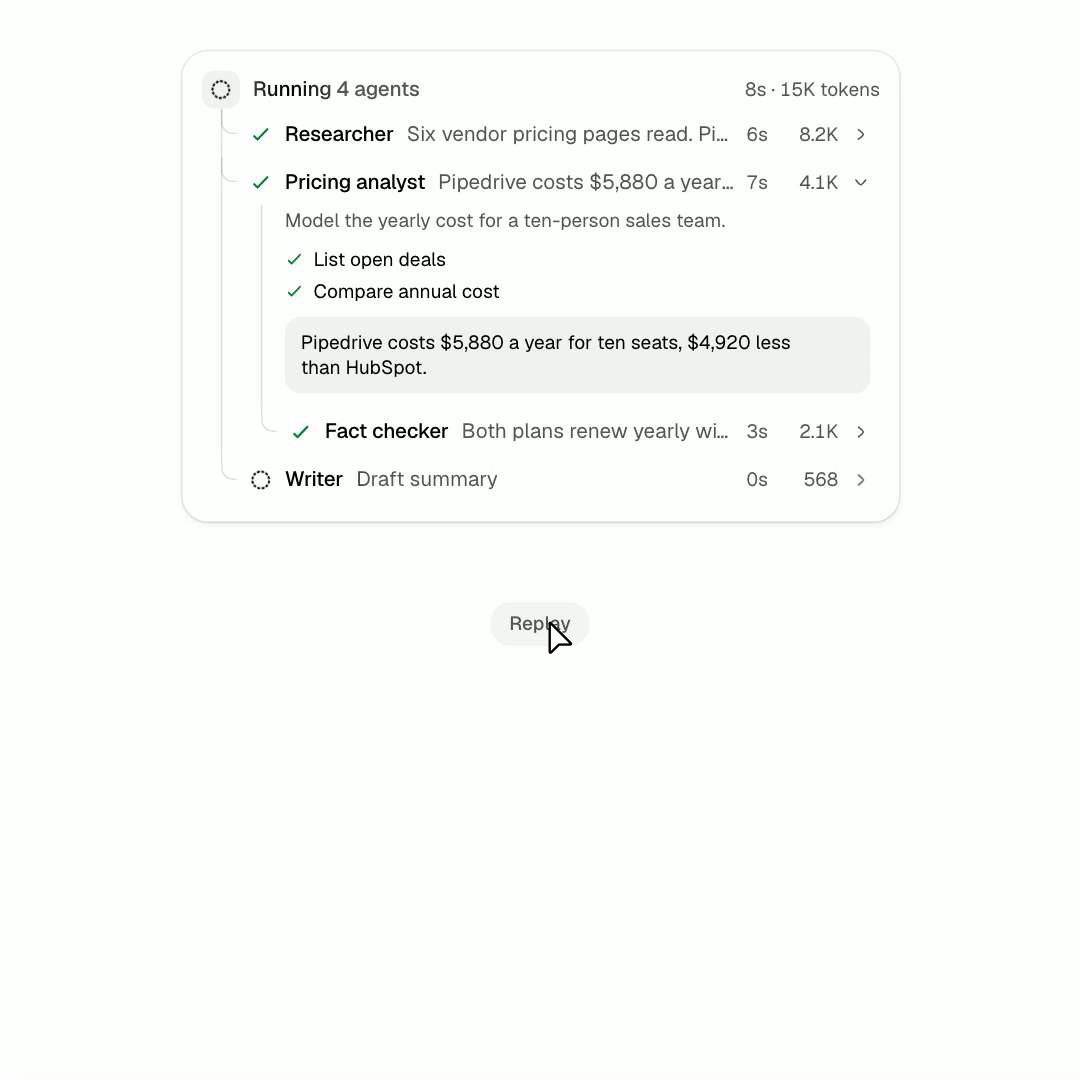 Running 4 agents 8s · 15K tokens
Researcher Six vendor pricing pages read. Pi... 6s 8.2K
Pricing analyst Pipedrive costs $5,880 a year... 7s 4.1K
Model the yearly cost for a ten-person sales team.
List open deals
Compare annual cost
Pipedrive costs $5,880 a year for ten seats, $4,920 less
than HubSpot.
Fact checker Both plans renew yearly wi... 3s 2.1K
Writer Draft summary 0s 568
Replay